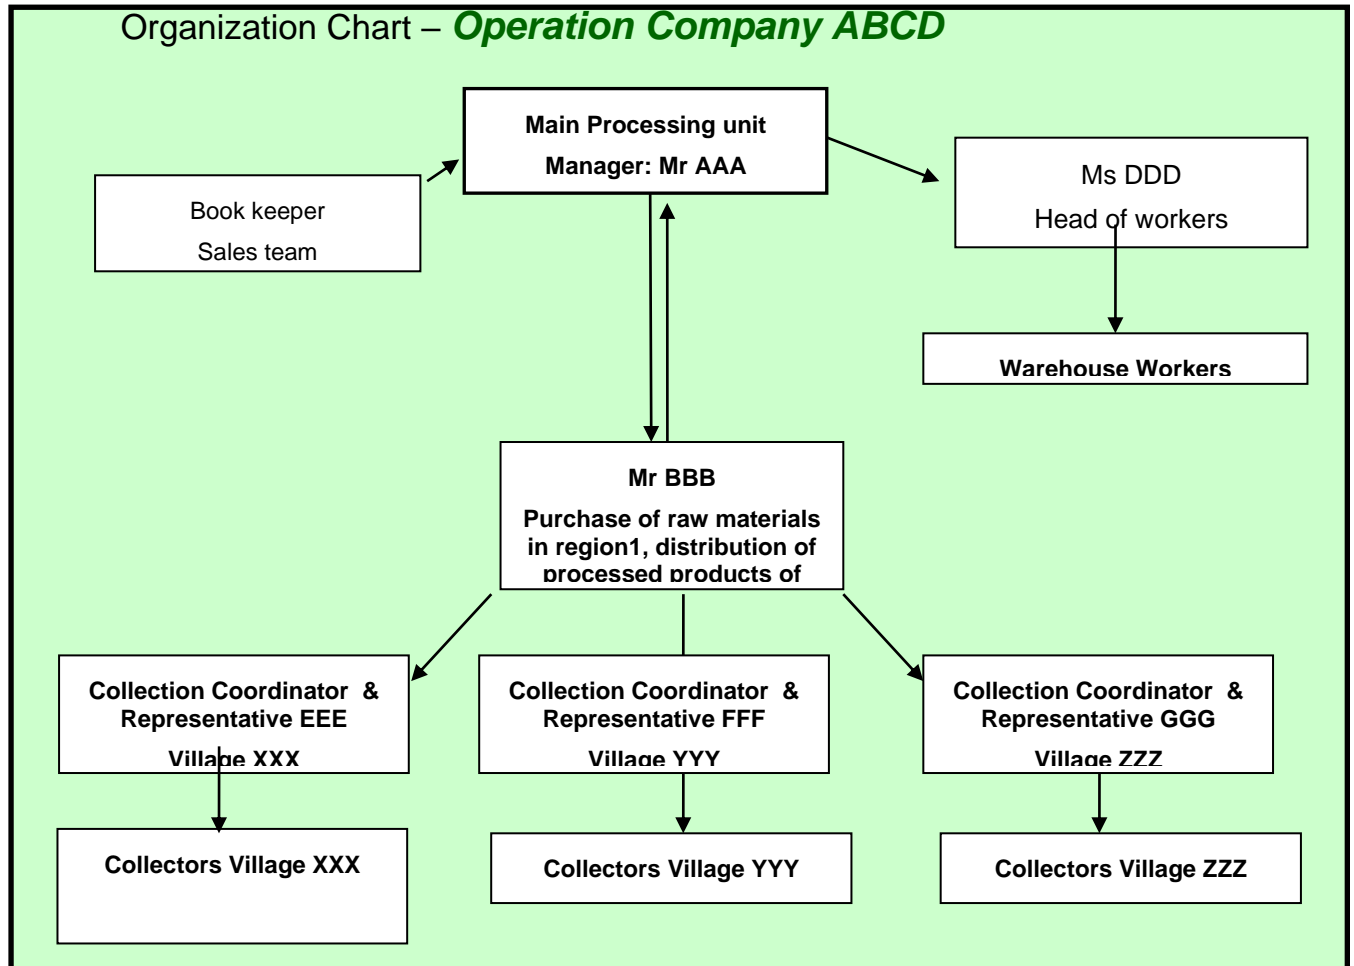 Organization Chart – Operation Company ABCD
Main Processing unit
Manager: Mr AAA
Book keeper
Sales team
Ms DDD
Head of workers
Warehouse Workers
Mr BBB
Purchase of raw materials
in region1, distribution of
processed products of
Collection Coordinator &
Representative EEE
Village XXX
Collection Coordinator &
Representative FFF
Village YYY
Collection Coordinator &
Representative GGG
Village ZZZ
Collectors Village XXX
Collectors Village YYY
Collectors Village ZZZ